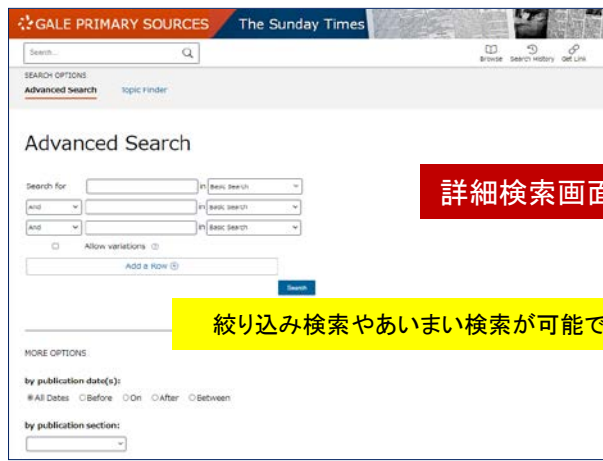 GALE PRIMARY SOURCES The Sunday Times
Search...
Browse Search History Get Link
SEARCH OPTIONS
Advanced Search Topic Finder
Advanced Search
Search for in Basic Search
And in Basic Search
And in Basic Search
Allow variations
Add a Row
Search
詳細検索画面
絞り込み検索やあいまい検索が可能で
MORE OPTIONS
by publication date(s):
All Dates Before On After Between
by publication section: